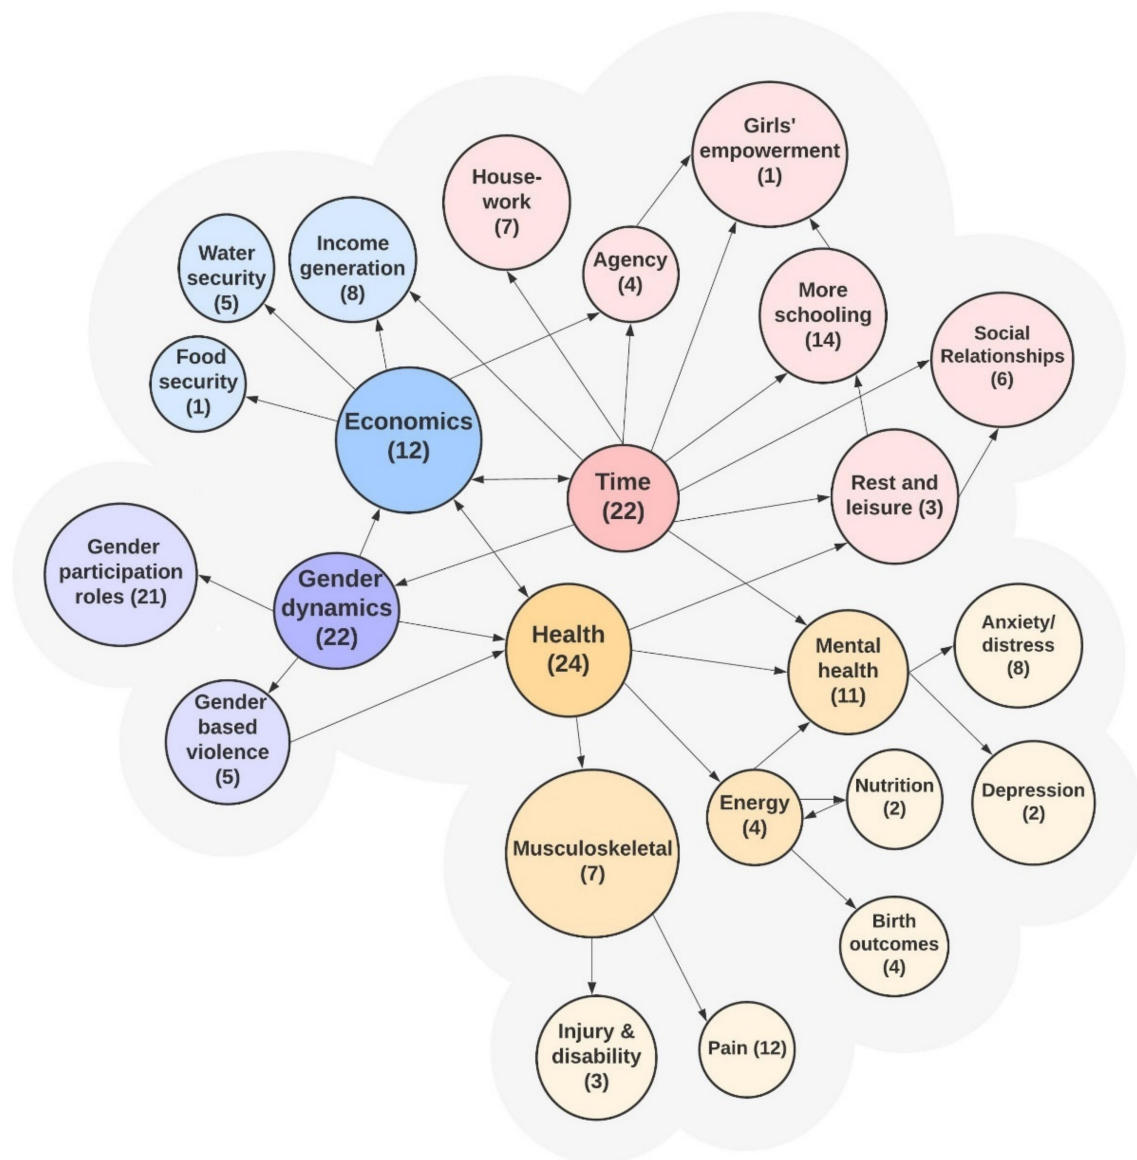 Girls'
empowerment
(1)
House-
work
(7)
Agency
(4)
Water
security
(5)
Income
generation
(8)
More
schooling
(14)
Social
Relationships
(6)
Food
security
(1)
Economics
(12)
Time
(22)
Rest and
leisure (3)
Gender
participation
roles (21)
Gender
dynamics
(22)
Health
(24)
Mental
health
(11)
Anxiety/
distress
(8)
Gender
based
violence
(5)
Musculoskeletal
(7)
Energy
(4)
Nutrition
(2)
Depression
(2)
Birth
outcomes
(4)
Injury &
disability
(3)
Pain (12)